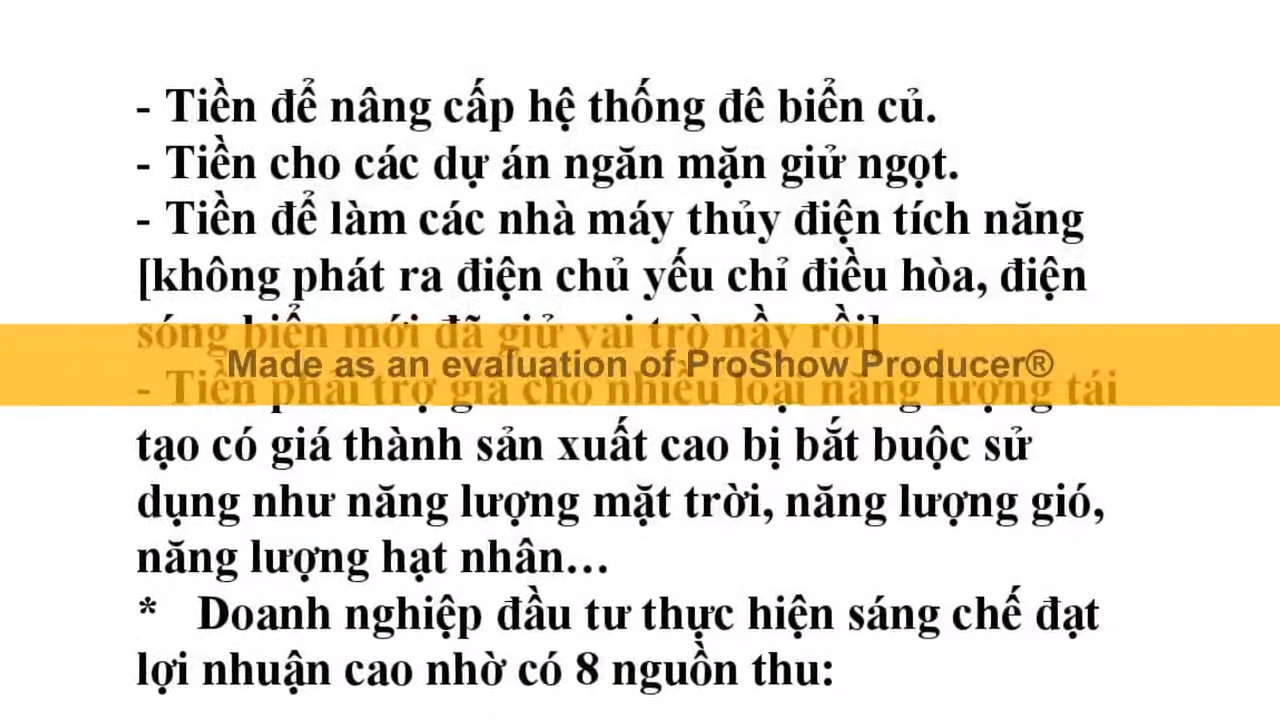 - Tiền để nâng cấp hệ thống đê biển củ.
- Tiền cho các dự án ngăn mặn giử ngọt.
- Tiền để làm các nhà máy thủy điện tích năng
[không phát ra điện chủ yếu chỉ điều hòa, điện
sóng biển mới đã giử vai trò nầy rồi]
Made as an evaluation of ProShow Producer®
- Tiền phải trợ giá cho nhiều loại năng lượng tái
tạo có giá thành sản xuất cao bị bắt buộc sử
dụng như năng lượng mặt trời, năng lượng gió,
năng lượng hạt nhân...
* Doanh nghiệp đầu tư thực hiện sáng chế đạt
lợi nhuận cao nhờ có 8 nguồn thu: